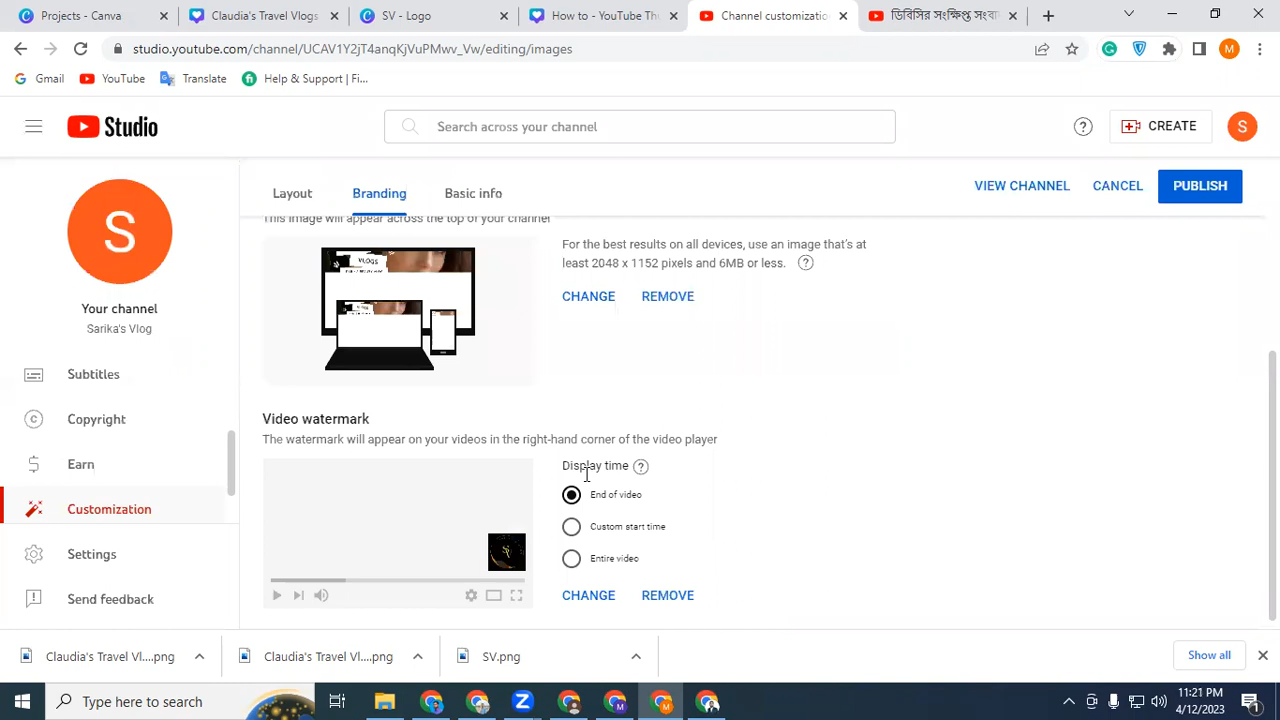 Projects - Canva
Claudia's Travel Vlogs
SV - Logo
How to - YouTube Th
Channel customizatio
ডিবিসির সংক্ষিপ্ত সংবা
studio.youtube.com/channel/UCAV1Y2jT4anqKjVuPMwv_Vw/editing/images
M
Gmail
YouTube
Translate
Help & Support | Fi...
Studio
Search across your channel
CREATE
S
Layout
Branding
Basic info
VIEW CHANNEL
CANCEL
PUBLISH
S
Your channel
Sarika's Vlog
Subtitles
Copyright
Earn
Customization
Settings
Send feedback
This image will appear across the top of your channel
VLOGS
For the best results on all devices, use an image that's at
least 2048 x 1152 pixels and 6MB or less.
CHANGE
REMOVE
Video watermark
The watermark will appear on your videos in the right-hand corner of the video player
Display time
End of video
Custom start time
Entire video
CHANGE
REMOVE
Claudia's Travel Vl....png
Claudia's Travel Vl....png
SV.png
Show all
Type here to search
11:21 PM
4/12/2023